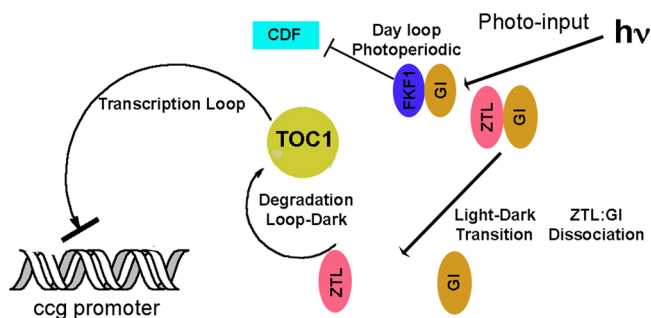 Photo-input
hν
CDF
Day loop
Photoperiodic
FKF1
GI
ZTL
GI
Transcription Loop
TOC1
Degradation
Loop-Dark
Light-Dark
Transition
ZTL:GI
Dissociation
ZTL
GI
ccg promoter